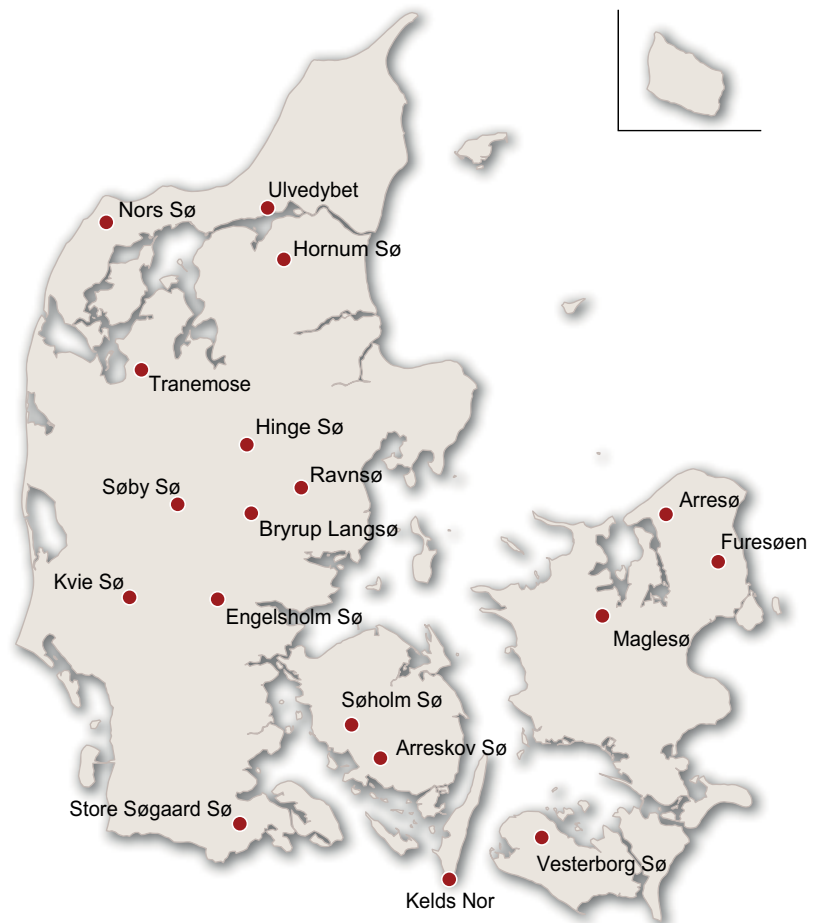 Ulvedybet
Nors Sø
Hornum Sø
Tranemose
Hinge Sø
Ravnsø
Søby Sø
Arresø
Bryrup Langsø
Furesøen
Kvie Sø
Engelsholm Sø
Maglesø
Søholm Sø
Arreskov Sø
Store Søgaard Sø
Vesterborg Sø
Kelds Nor